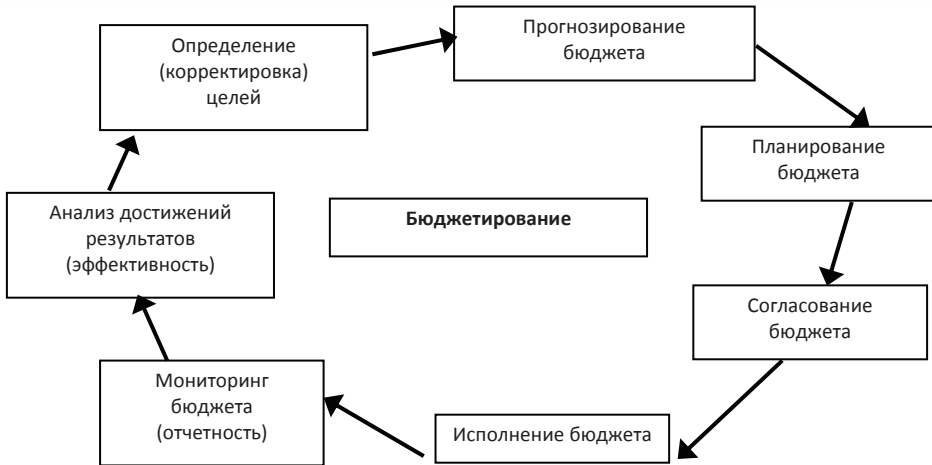 Определение
(корректировка)
целей
Прогнозирование
бюджета
Планирование
бюджета
Анализ достижений
результатов
(эффективность)
Бюджетирование
Согласование
бюджета
Мониторинг
бюджета
(отчетность)
Исполнение бюджета